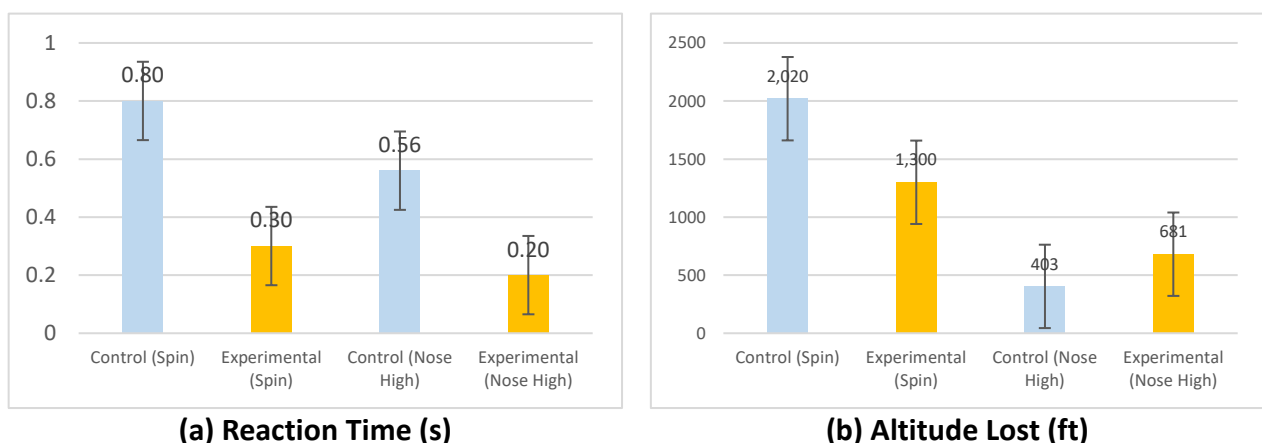 1
0.8
0.6
0.4
0.2
0
0.80
0.30
0.56
0.20
Control (Spin)
Experimental
(Spin)
Control (Nose
High)
Experimental
(Nose High)
(a) Reaction Time (s)
2500
2000
1500
1000
500
0
2,020
1,300
403
681
Control (Spin)
Experimental
(Spin)
Control (Nose
High)
Experimental
(Nose High)
(b) Altitude Lost (ft)